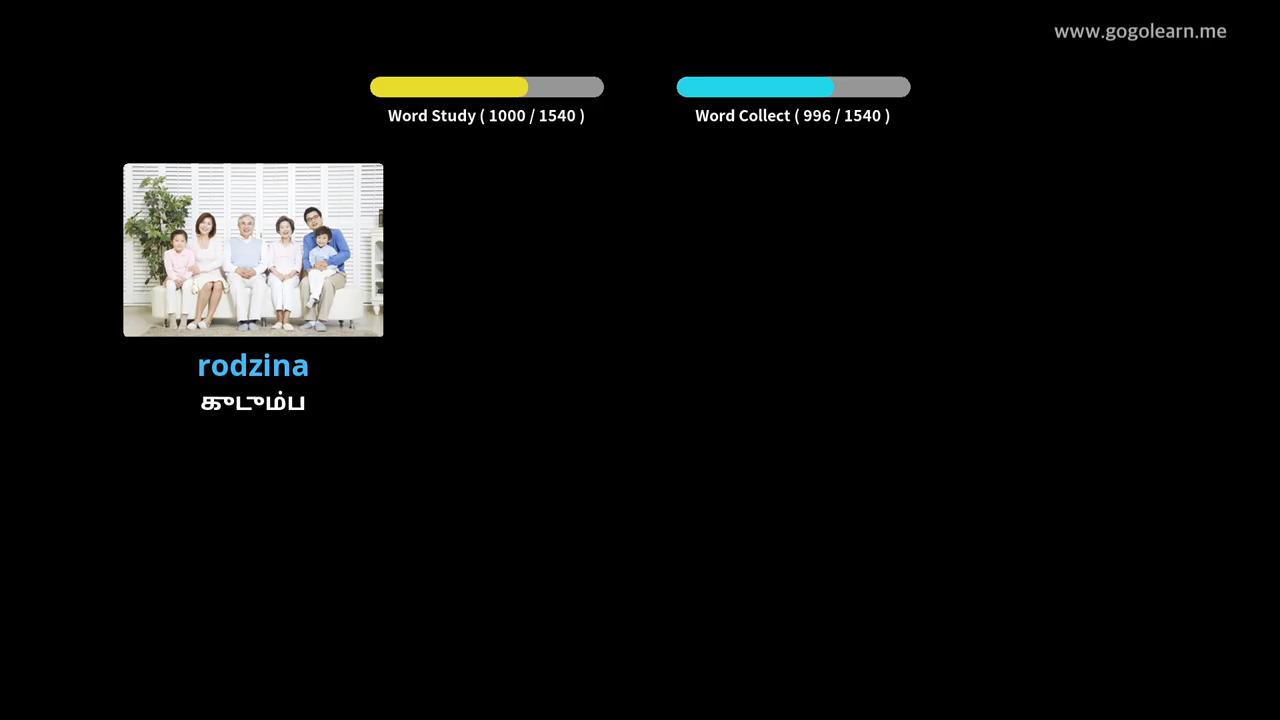 www.gogolearn.me
Word Study ( 1000 / 1540 )
Word Collect ( 996 / 1540 )
rodzina
குடும்ப